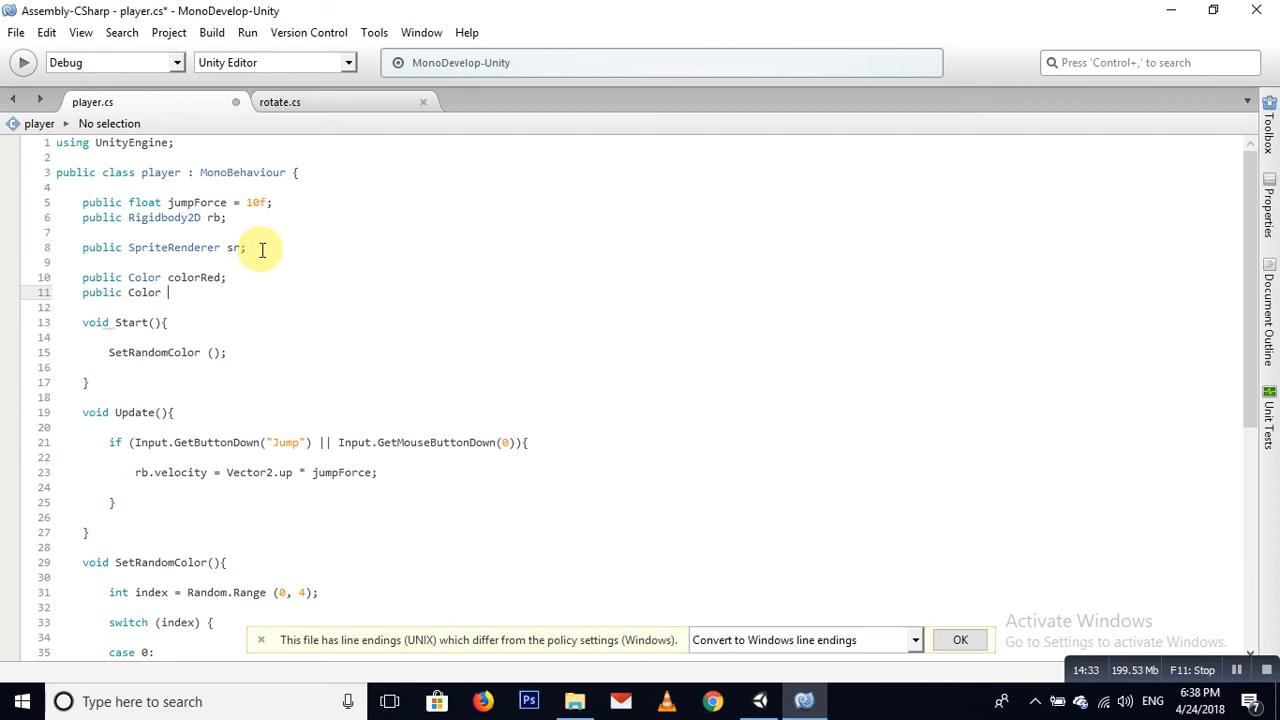 Assembly-CSharp - player.cs* - MonoDevelop-Unity
File Edit View Search Project Build Run Version Control Tools Window Help
Debug Unity Editor MonoDevelop-Unity Press 'Control+,' to search
player.cs rotate.cs
player No selection
1 using UnityEngine;
2
3 public class player : MonoBehaviour {
4
5 public float jumpForce = 10f;
6 public Rigidbody2D rb;
7
8 public SpriteRenderer sr;
9
10 public Color colorRed;
11 public Color
12
13 void Start(){
14
15 SetRandomColor ();
16
17 }
18
19 void Update(){
20
21 if (Input.GetButtonDown("Jump") || Input.GetMouseButtonDown(0)){
22
23 rb.velocity = Vector2.up * jumpForce;
24
25 }
26
27 }
28
29 void SetRandomColor(){
30
31 int index = Random.Range (0, 4);
32
33 switch (index) {
34
35 case 0:
This file has line endings (UNIX) which differ from the policy settings (Windows). Convert to Windows line endings OK
Toolbox
Properties
Document Outline
Unit Tests
Activate Windows
Go to Settings to activate Windows.
14:33 199.53 Mb F11: Stop
Type here to search
Ps
ENG
6:38 PM
4/24/2018
7